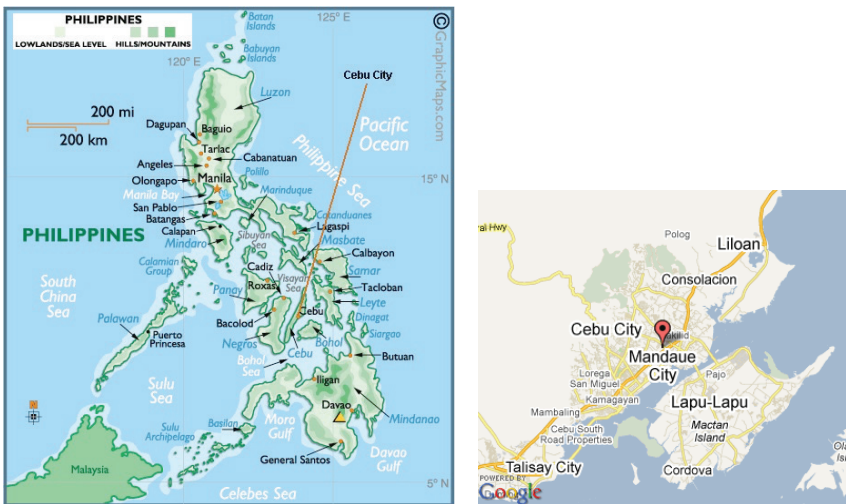 PHILIPPINES
LOWLANDS/SEA LEVEL
HILLS/MOUNTAINS
Batan
Islands
125° E
© GraphicMaps.com
Babuyan
Islands
120° E
Cebu City
Luzon
200 mi
200 km
Pacific
Ocean
Dagupan
Baguio
Tarlac
Cabanatuan
Angeles
Polillo
Philippine Sea
15° N
Olongapo
Manila
Manila Bay
Marinduque
San Pablo
Catanduanes
Batangas
Lagaspi
PHILIPPINES
Calapan
Sibuyan
Sea
Masbate
Mindaro
Calbayon
Calamian
Group
Cadiz
Visayan
Sea
Samar
South
China
Sea
Roxas
Tacloban
Panay
Leyte
Palawan
Bacolod
Cebu
Dinagat
Puerto
Princesa
Negros
Cebu
Bohol
Siargao
Bohol
Sea
Butuan
Sulu
Sea
Iligan
Davao
Mindanao
Basilan
Moro
Gulf
Sulu
Archipelago
Davao
Gulf
Malaysia
General Santos
Celebes Sea
5° N
ral Hwy
Polog
Liloan
Consolacion
Cebu City
Mandaue
City
Lorega
San Miguel
Pajo
Kamagayan
Lapu-Lapu
Mambaling
Mactan
Island
Cebu South
Road Properties
Talisay City
Cordova
POWERED BY
Google